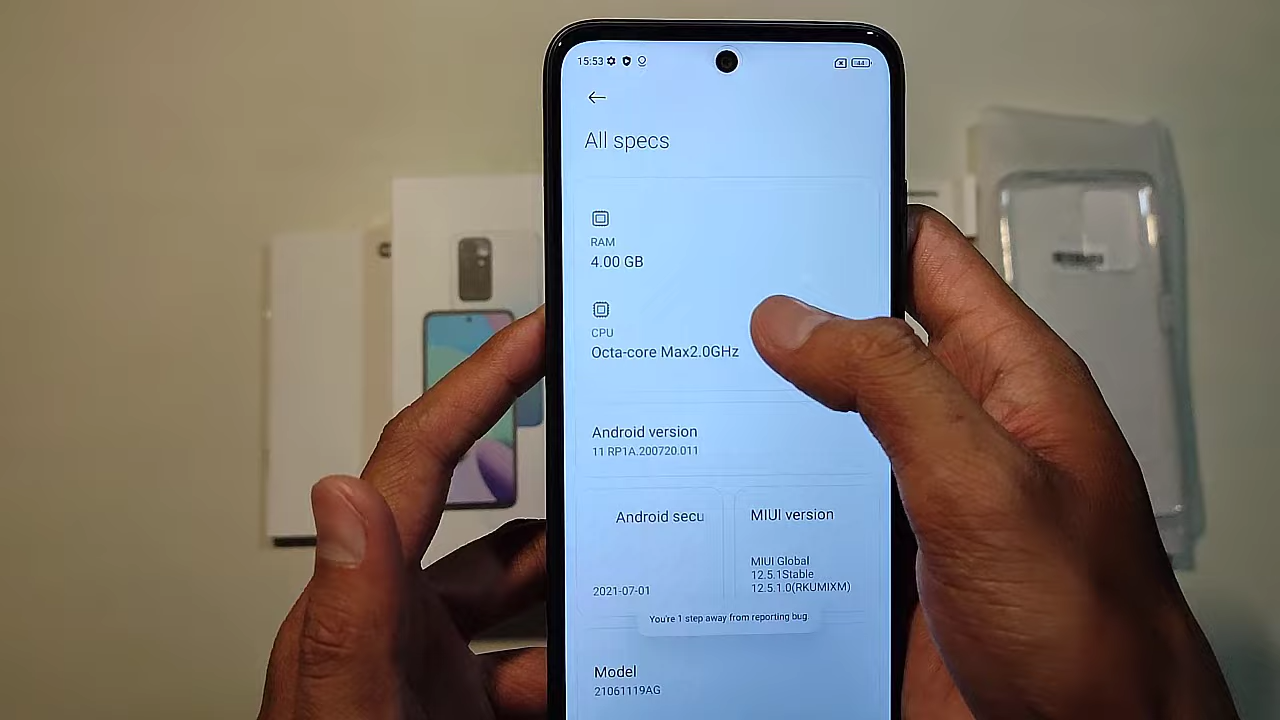 15:53
44
All specs
RAM
4.00 GB
CPU
Octa-core Max2.0GHz
Android version
11 RP1A.200720.011
Android secu
2021-07-01
MIUI version
MIUI Global
12.5.1Stable
12.5.1.0(RKUMIXM)
You're 1 step away from reporting bug
Model
21061119AG